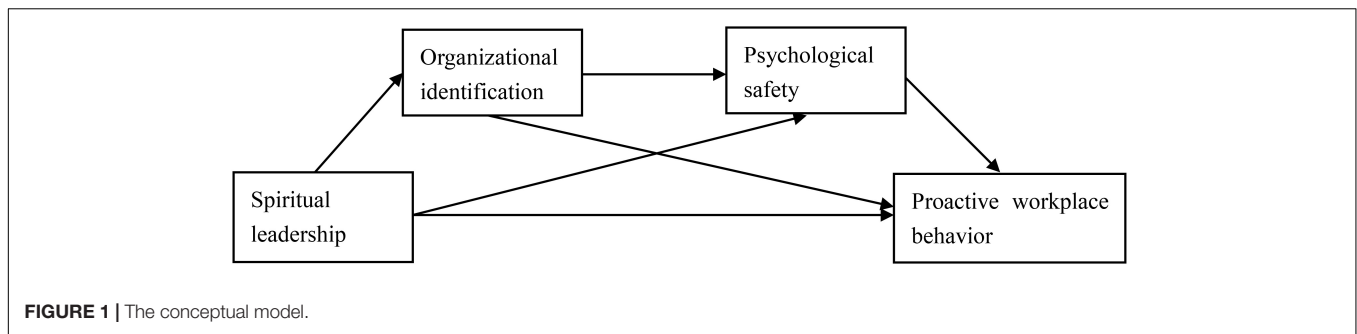 Organizational
identification
Psychological
safety
Spiritual
leadership
Proactive workplace
behavior
FIGURE 1 | The conceptual model.